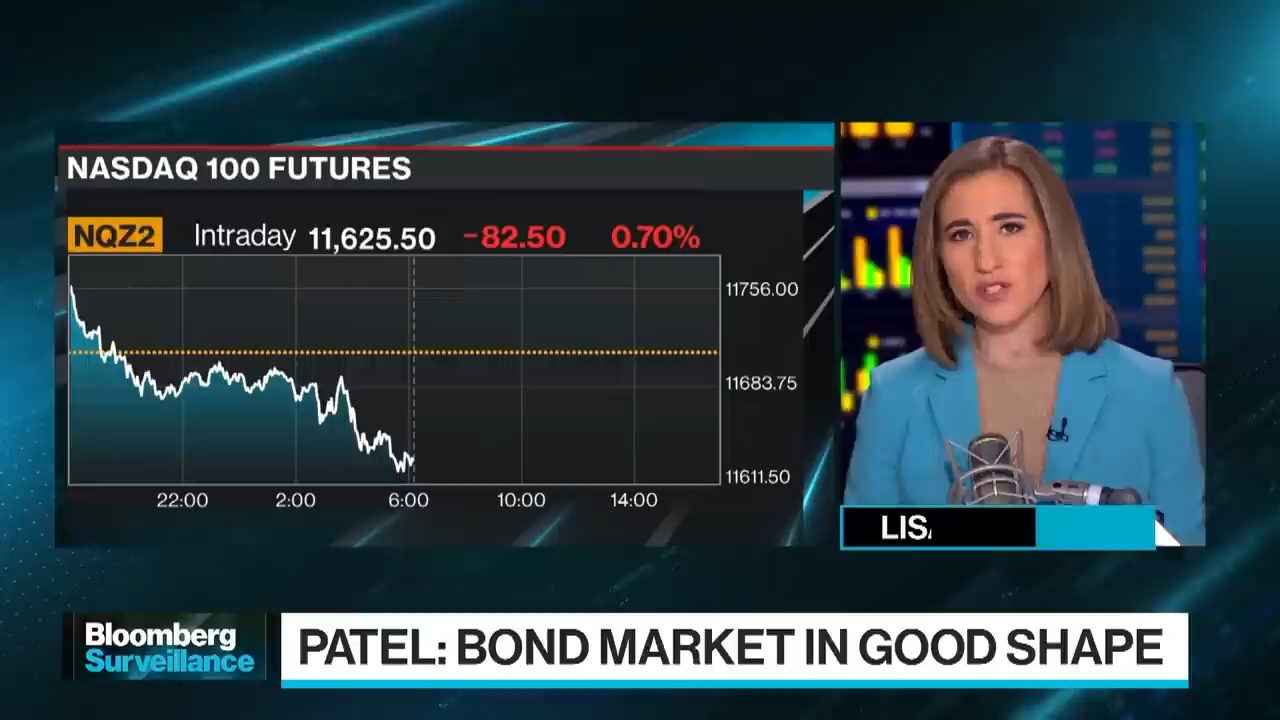 NASDAQ 100 FUTURES
NQZ2 Intraday 11,625.50 -82.50 0.70%
11756.00
11683.75
11611.50
22:00 2:00 6:00 10:00 14:00
LIS
Bloomberg
Surveillance
PATEL: BOND MARKET IN GOOD SHAPE